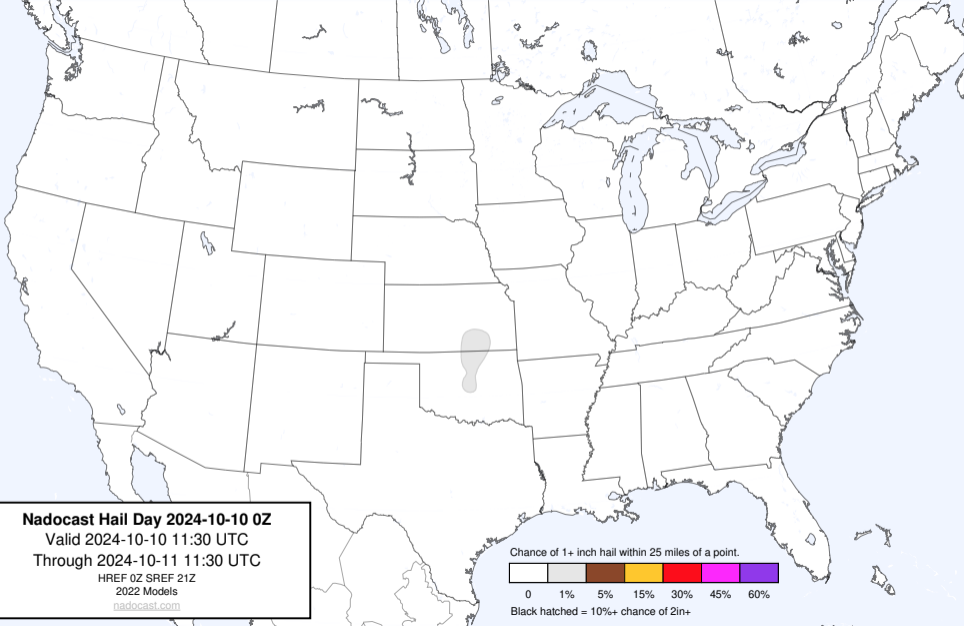 Nadocast Hail Day 2024-10-10 0Z
Valid 2024-10-10 11:30 UTC
Through 2024-10-11 11:30 UTC
HREF 0Z SREF 21Z
2022 Models
nadocast.com
Chance of 1+ inch hail within 25 miles of a point.
0 1% 5% 15% 30% 45% 60%
Black hatched = 10%+ chance of 2in+